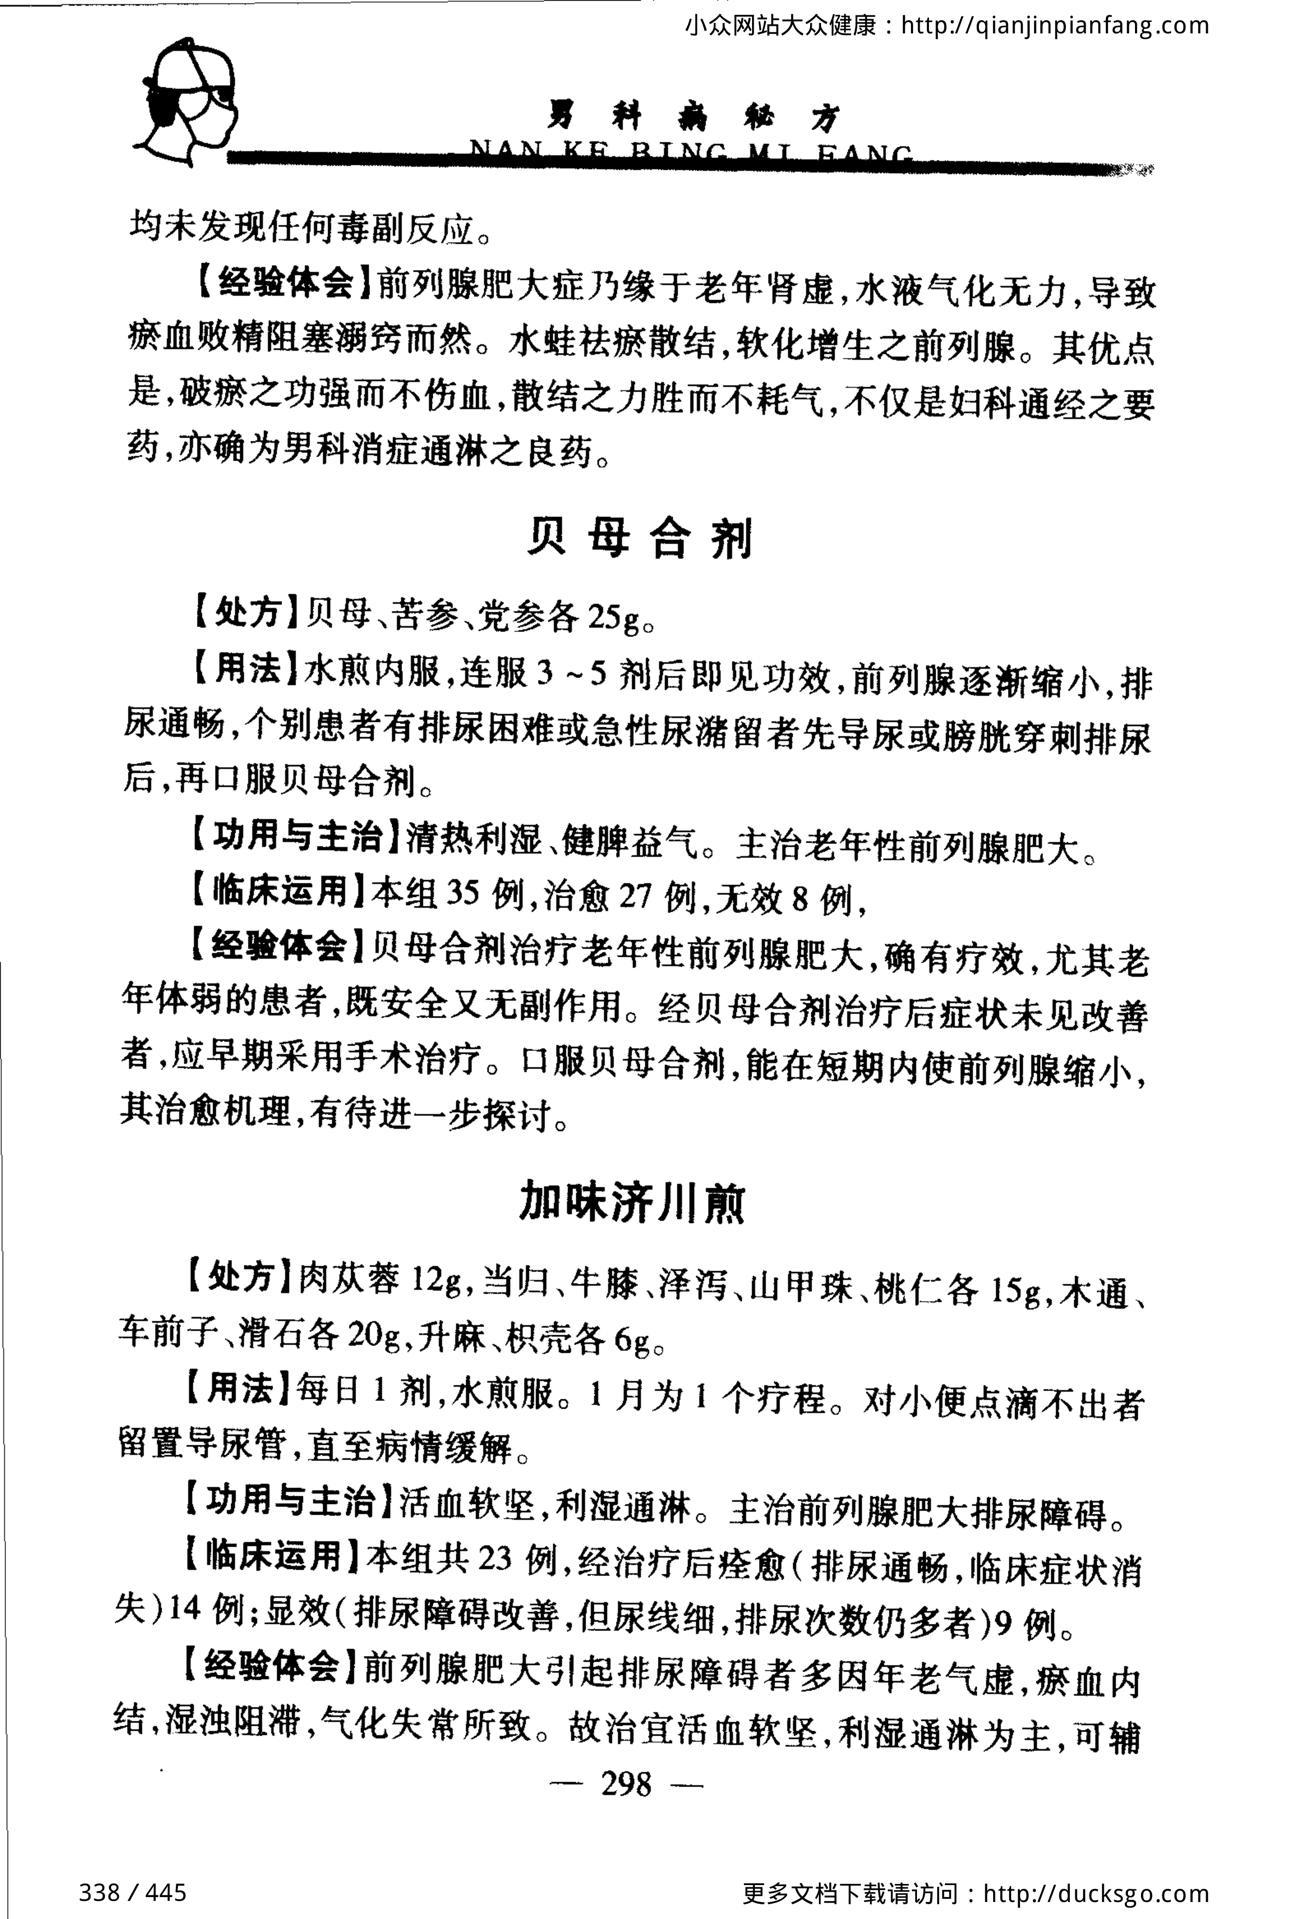 小众网站大众健康：http://qianjinpianfang.com
男科病秘方
NAN KE BING MI FANG
均未发现任何毒副反应。
【经验体会】前列腺肥大症乃缘于老年肾虚,水液气化无力,导致
瘀血败精阻塞溺窍而然。水蛙祛瘀散结,软化增生之前列腺。其优点
是,破瘀之功强而不伤血,散结之力胜而不耗气,不仅是妇科通经之要
药,亦确为男科消症通淋之良药。
贝母合剂
【处方】贝母、苦参、党参各25g。
【用法】水煎内服,连服3～5剂后即见功效,前列腺逐渐缩小,排
尿通畅,个别患者有排尿困难或急性尿潴留者先导尿或膀胱穿刺排尿
后,再口服贝母合剂。
【功用与主治】清热利湿、健脾益气。主治老年性前列腺肥大。
【临床运用】本组35例,治愈27例,无效8例,
【经验体会】贝母合剂治疗老年性前列腺肥大,确有疗效,尤其老
年体弱的患者,既安全又无副作用。经贝母合剂治疗后症状未见改善
者,应早期采用手术治疗。口服贝母合剂,能在短期内使前列腺缩小,
其治愈机理,有待进一步探讨。
加味济川煎
【处方】肉苁蓉12g,当归、牛膝、泽泻、山甲珠、桃仁各15g,木通、
车前子、滑石各20g,升麻、枳壳各6g。
【用法】每日1剂,水煎服。1月为1个疗程。对小便点滴不出者
留置导尿管,直至病情缓解。
【功用与主治】活血软坚,利湿通淋。主治前列腺肥大排尿障碍。
【临床运用】本组共23例,经治疗后痊愈(排尿通畅,临床症状消
失)14例;显效(排尿障碍改善,但尿线细,排尿次数仍多者)9例。
【经验体会】前列腺肥大引起排尿障碍者多因年老气虚,瘀血内
结,湿浊阻滞,气化失常所致。故治宜活血软坚,利湿通淋为主,可辅
— 298 —
338 / 445
更多文档下载请访问：http://ducksgo.com